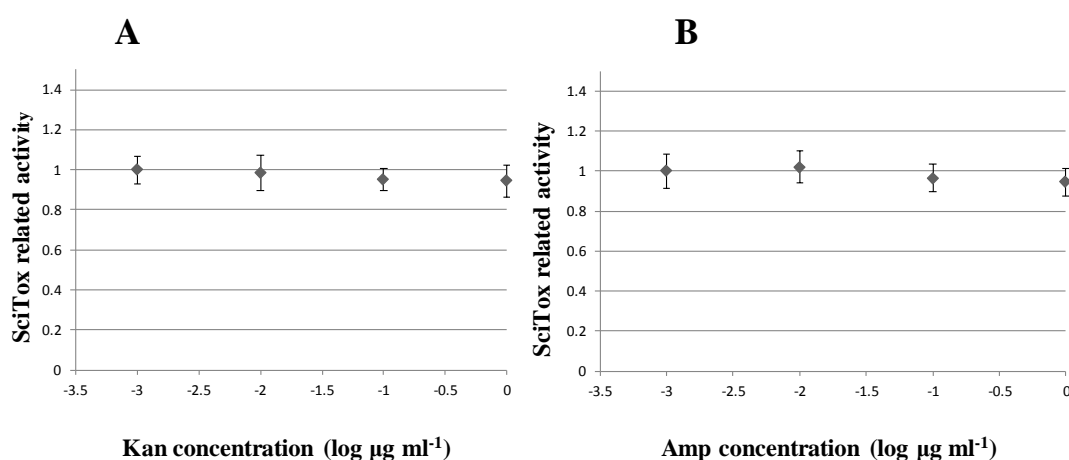 A
SciTox related activity
1.4
1.2
1
0.8
0.6
0.4
0.2
0
-3.5 -3 -2.5 -2 -1.5 -1 -0.5 0
Kan concentration (log µg ml⁻¹)
B
SciTox related activity
1.4
1.2
1
0.8
0.6
0.4
0.2
0
-3.5 -3 -2.5 -2 -1.5 -1 -0.5 0
Amp concentration (log µg ml⁻¹)